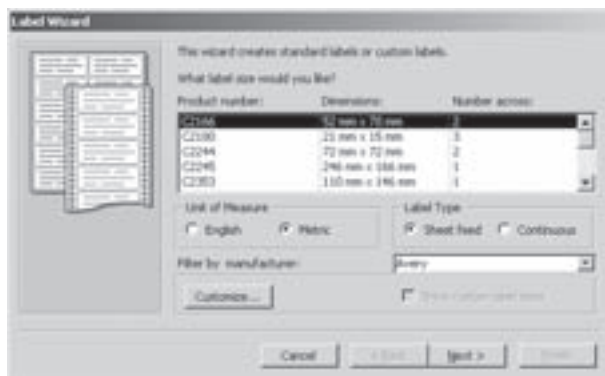 Label Wizard
This wizard creates standard labels or custom labels.
What label size would you like?
Product number: Dimensions: Number across:
C2166 52 mm x 70 mm 2
C2180 21 mm x 15 mm 3
C2244 72 mm x 72 mm 2
C2245 246 mm x 166 mm 1
C2353 110 mm x 146 mm 1
Unit of Measure Label Type
English Metric Sheet feed Continuous
Filter by manufacturer: Avery
Customize... Show custom label sizes
Cancel < Back Next > Finish